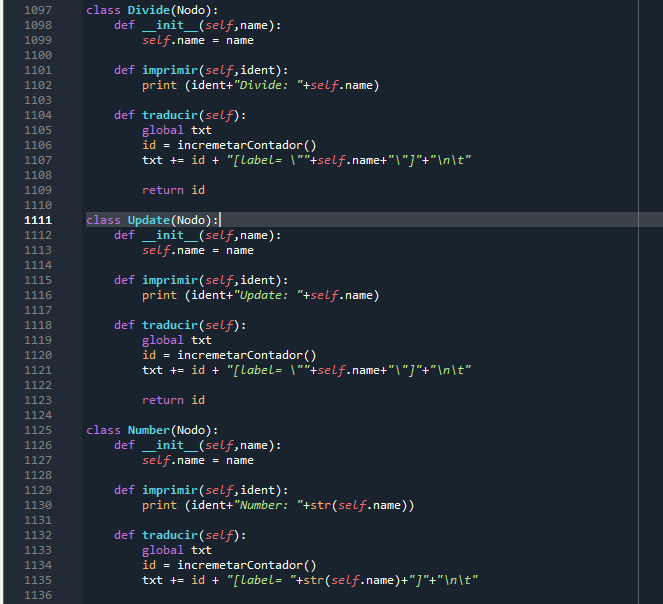 1097 class Divide(Nodo):
1098     def __init__(self,name):
1099         self.name = name
1100
1101     def imprimir(self,ident):
1102         print (ident+"Divide: "+self.name)
1103
1104     def traducir(self):
1105         global txt
1106         id = incremetarContador()
1107         txt += id + "[label= \""+self.name+"\"]"+"\n\t"
1108
1109         return id
1110
1111 class Update(Nodo):
1112     def __init__(self,name):
1113         self.name = name
1114
1115     def imprimir(self,ident):
1116         print (ident+"Update: "+self.name)
1117
1118     def traducir(self):
1119         global txt
1120         id = incremetarContador()
1121         txt += id + "[label= \""+self.name+"\"]"+"\n\t"
1122
1123         return id
1124
1125 class Number(Nodo):
1126     def __init__(self,name):
1127         self.name = name
1128
1129     def imprimir(self,ident):
1130         print (ident+"Number: "+str(self.name))
1131
1132     def traducir(self):
1133         global txt
1134         id = incremetarContador()
1135         txt += id + "[label= "+str(self.name)+"]"+"\n\t"
1136